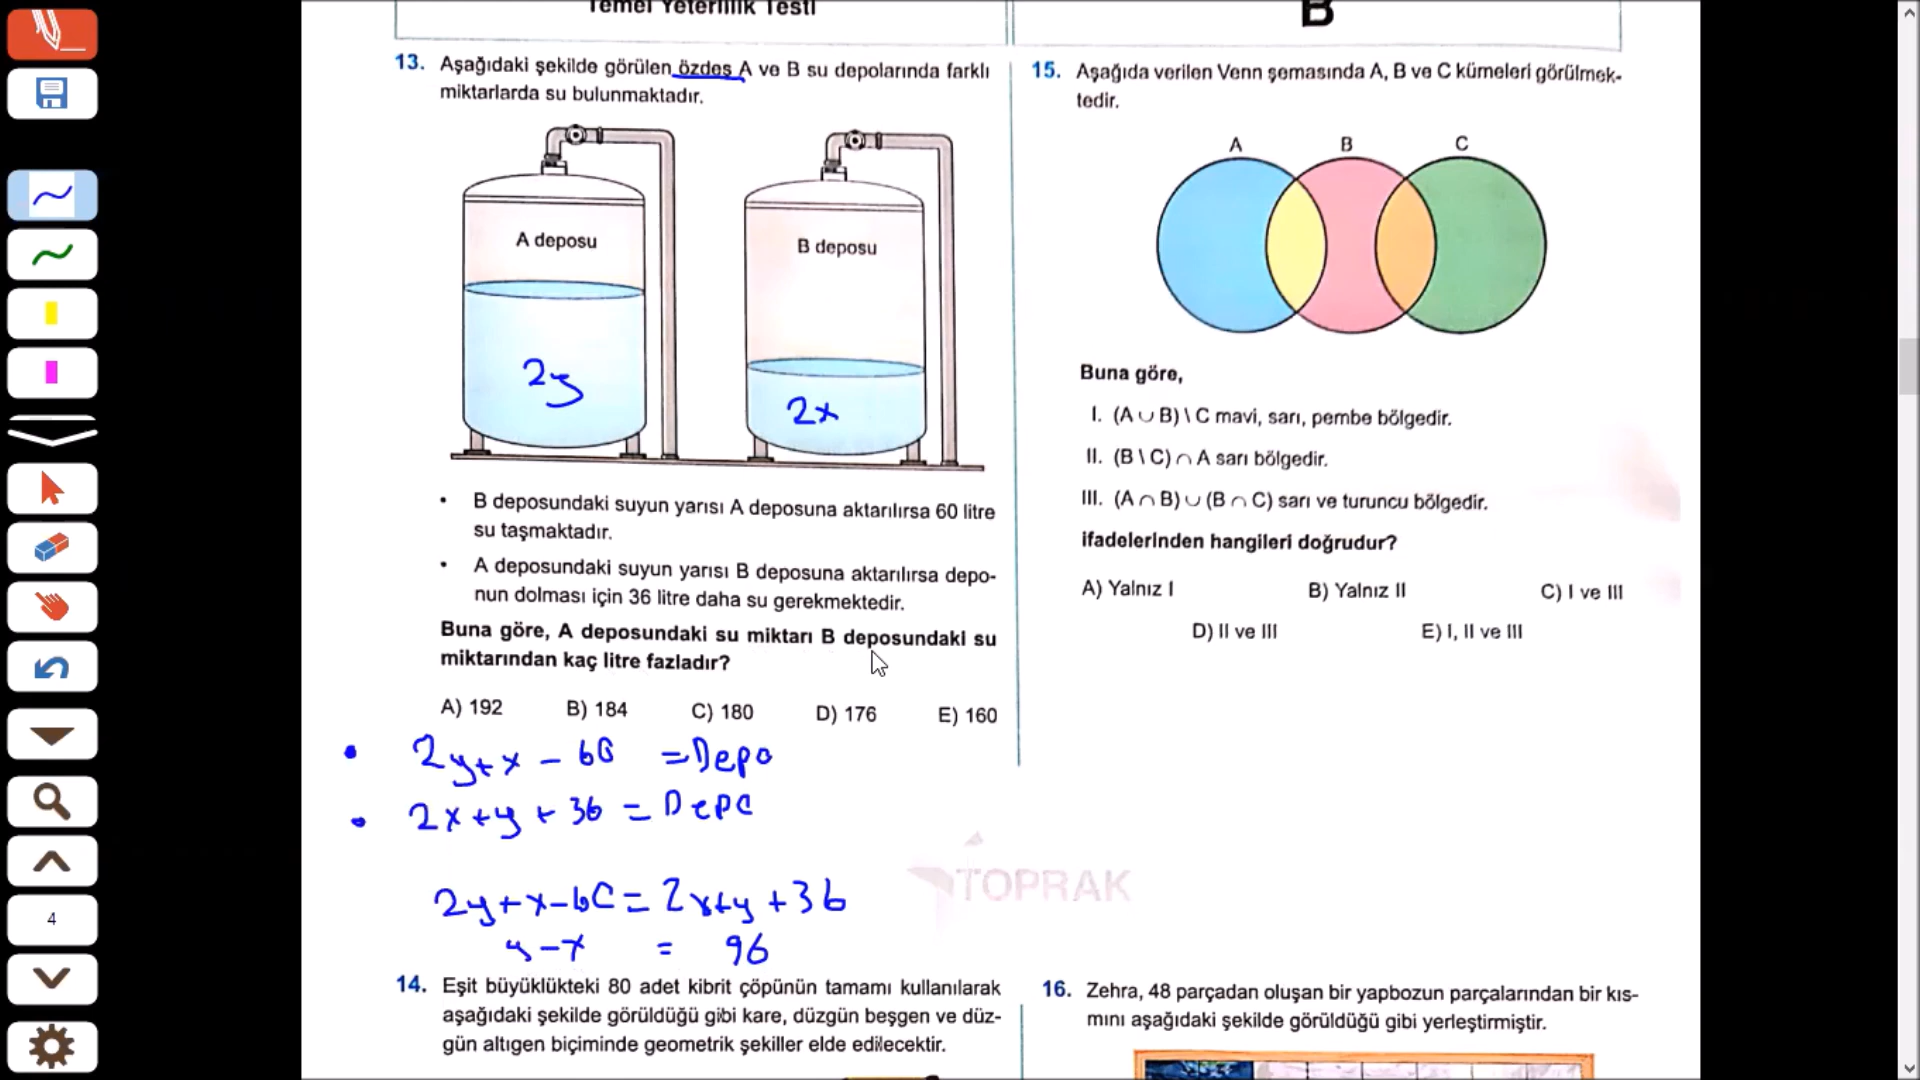 Temel Yeterlilik Testi
B
13. Aşağıdaki şekilde görülen özdeş A ve B su depolarında farklı
miktarlarda su bulunmaktadır.
A deposu
B deposu
2y
2x
• B deposundaki suyun yarısı A deposuna aktarılırsa 60 litre
su taşmaktadır.
• A deposundaki suyun yarısı B deposuna aktarılırsa depo-
nun dolması için 36 litre daha su gerekmektedir.
Buna göre, A deposundaki su miktarı B deposundaki su
miktarından kaç litre fazladır?
A) 192 B) 184 C) 180 D) 176 E) 160
• 2y+x - 60 = Depo
• 2x+y + 36 = Depo
2y+x-60 = 2x+y+36
y-x = 96
14. Eşit büyüklükteki 80 adet kibrit çöpünün tamamı kullanılarak
aşağıdaki şekilde görüldüğü gibi kare, düzgün beşgen ve düz-
gün altıgen biçiminde geometrik şekiller elde edilecektir.
15. Aşağıda verilen Venn şemasında A, B ve C kümeleri görülmek-
tedir.
A B C
Buna göre,
I. (A ∪ B) \ C mavi, sarı, pembe bölgedir.
II. (B \ C) ∩ A sarı bölgedir.
III. (A ∩ B) ∪ (B ∩ C) sarı ve turuncu bölgedir.
ifadelerinden hangileri doğrudur?
A) Yalnız I B) Yalnız II C) I ve III
D) II ve III E) I, II ve III
TOPRAK
16. Zehra, 48 parçadan oluşan bir yapbozun parçalarından bir kıs-
mını aşağıdaki şekilde görüldüğü gibi yerleştirmiştir.
4